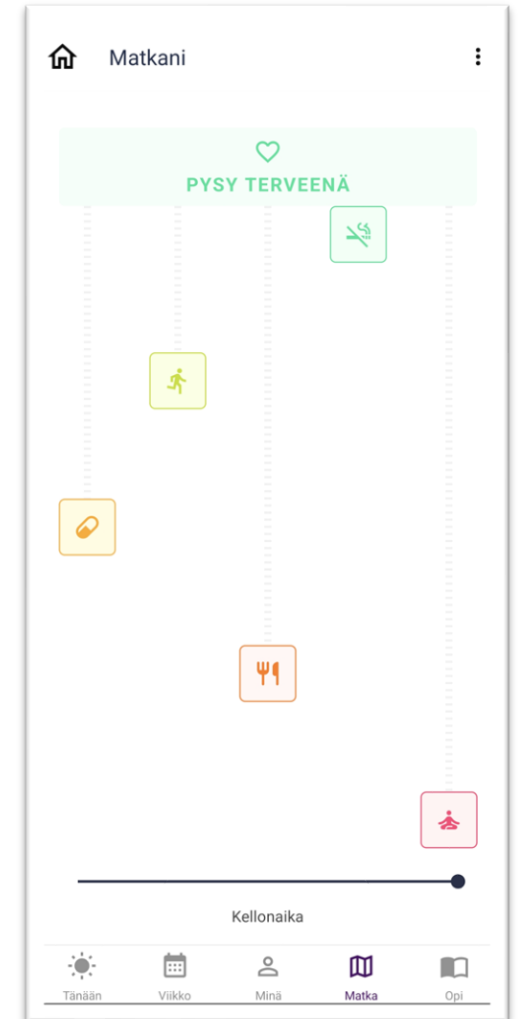 Matkani
PYSY TERVEENÄ
Kellonaika
Tänään
Viikko
Minä
Matka
Opi